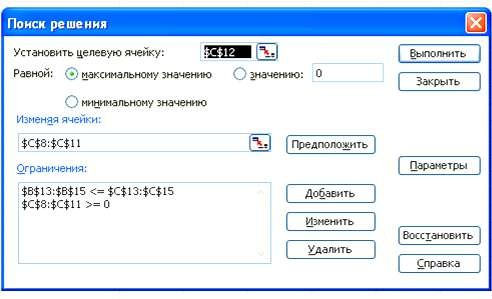 Поиск решения
Установить целевую ячейку: $C$12
Выполнить
Равной: максимальному значению значению: 0
Закрыть
минимальному значению
Изменяя ячейки:
$C$8:$C$11
Предположить
Ограничения:
Параметры
$B$13:$B$15 <= $C$13:$C$15
$C$8:$C$11 >= 0
Добавить
Изменить
Удалить
Восстановить
Справка